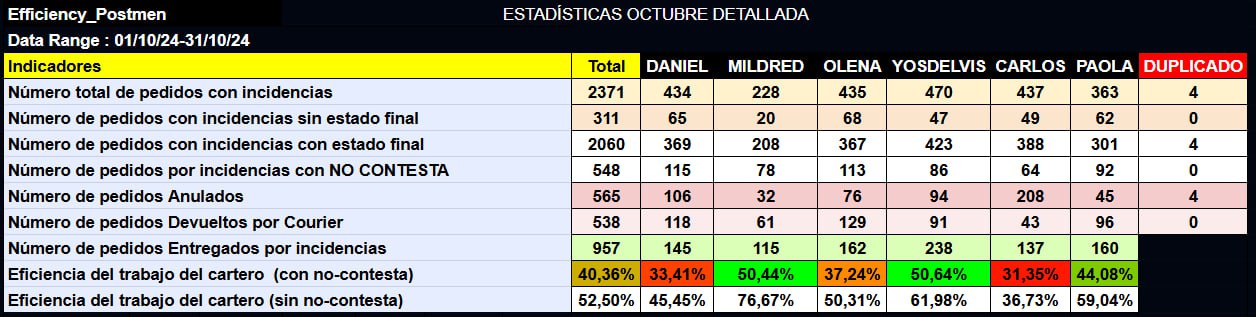 Efficiency_Postmen ESTADÍSTICAS OCTUBRE DETALLADA
Data Range : 01/10/24-31/10/24
Indicadores Total DANIEL MILDRED OLENA YOSDELVIS CARLOS PAOLA DUPLICADO
Número total de pedidos con incidencias 2371 434 228 435 470 437 363 4
Número de pedidos con incidencias sin estado final 311 65 20 68 47 49 62 0
Número de pedidos con incidencias con estado final 2060 369 208 367 423 388 301 4
Número de pedidos por incidencias con NO CONTESTA 548 115 78 113 86 64 92 0
Número de pedidos Anulados 565 106 32 76 94 208 45 4
Número de pedidos Devueltos por Courier 538 118 61 129 91 43 96 0
Número de pedidos Entregados por incidencias 957 145 115 162 238 137 160
Eficiencia del trabajo del cartero (con no-contesta) 40,36% 33,41% 50,44% 37,24% 50,64% 31,35% 44,08%
Eficiencia del trabajo del cartero (sin no-contesta) 52,50% 45,45% 76,67% 50,31% 61,98% 36,73% 59,04%